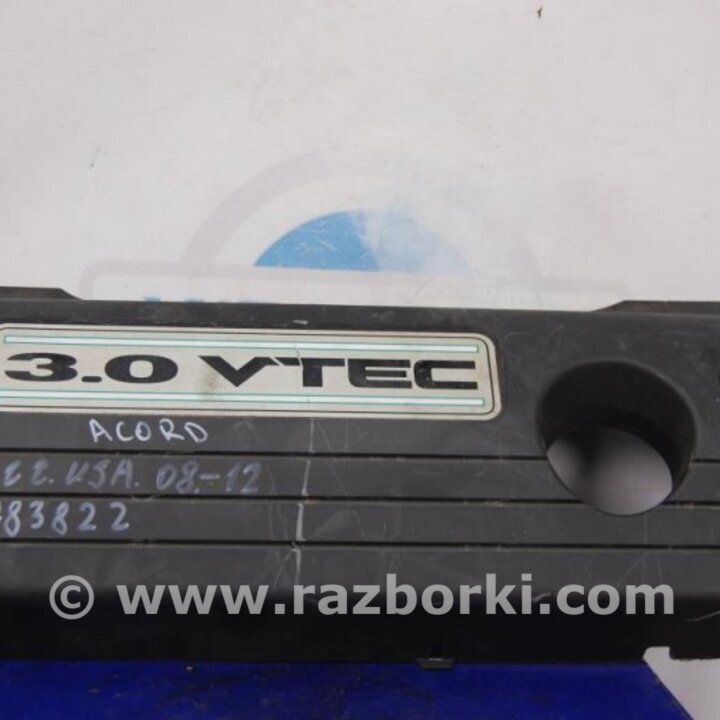 3.0 VTEC
ACORD
USA. 08.-12
83822
© www.razborki.com